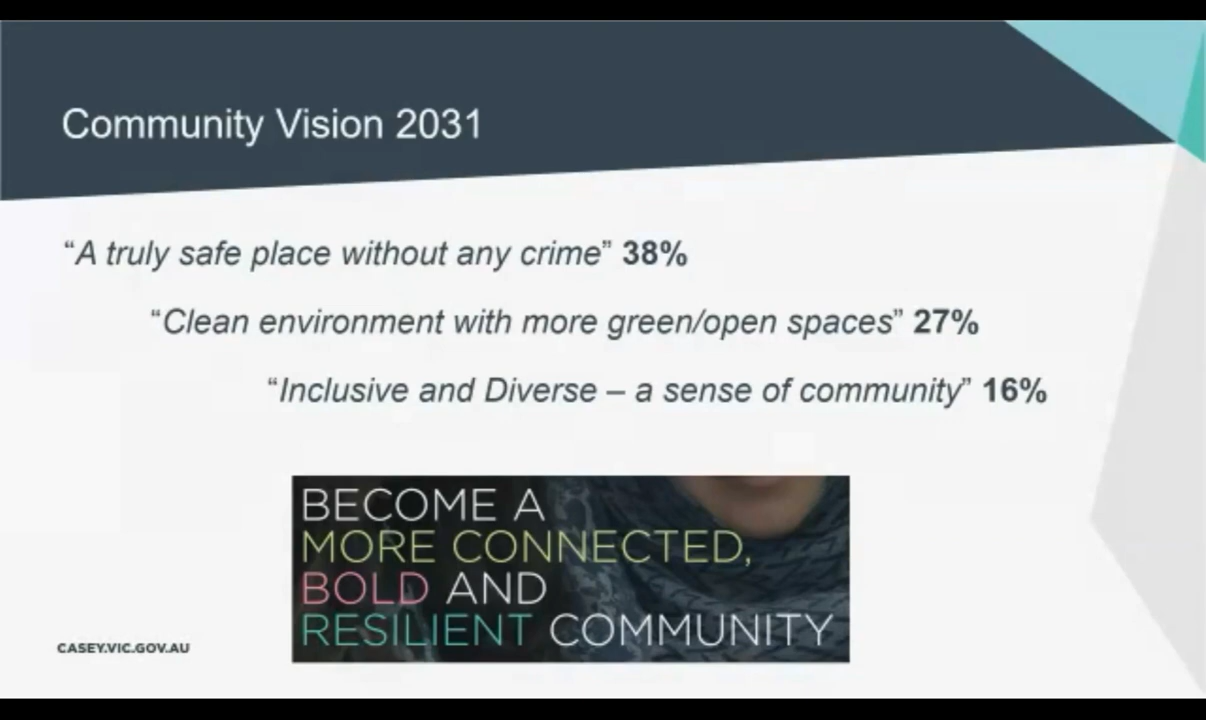 Community Vision 2031
“A truly safe place without any crime” 38%
“Clean environment with more green/open spaces” 27%
“Inclusive and Diverse – a sense of community” 16%
BECOME A
MORE CONNECTED,
BOLD AND
RESILIENT COMMUNITY
CASEY.VIC.GOV.AU